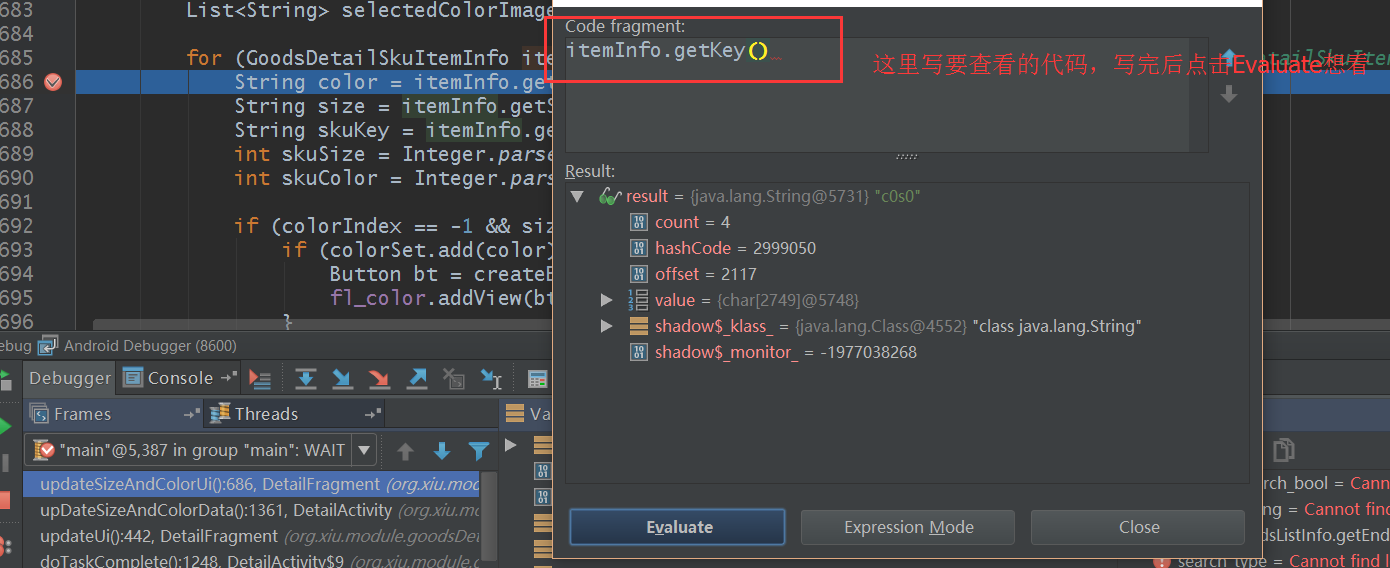 683 List<String> selectedColorImage
684
685 for (GoodsDetailSkuItemInfo ite
686 String color = itemInfo.get
687 String size = itemInfo.getS
688 String skuKey = itemInfo.ge
689 int skuSize = Integer.parse
690 int skuColor = Integer.pars
691
692 if (colorIndex == -1 && siz
693 if (colorSet.add(color)
694 Button bt = createB
695 fl_color.addView(bt
696 }
Code fragment:
itemInfo.getKey()
这里写要查看的代码，写完后点击Evaluate想看
Result:
result = {java.lang.String@5731} "c0s0"
count = 4
hashCode = 2999050
offset = 2117
value = {char[2749]@5748}
shadow$_klass_ = {java.lang.Class@4552} "class java.lang.String"
shadow$_monitor_ = -1977038268
Evaluate Expression Mode Close
ebug Android Debugger (8600)
Debugger Console
Frames Threads Va
"main"@5,387 in group "main": WAIT
updateSizeAndColorUi():686, DetailFragment (org.xiu.mod
upDateSizeAndColorData():1361, DetailActivity (org.xiu.mo
updateUi():442, DetailFragment (org.xiu.module.goodsDet
doTaskComplete():1248, DetailActivity$9 (org.xiu.module.g
rch_bool = Canno
ng = Cannot find
dsListInfo.getEnd
search_type = Cannot find l